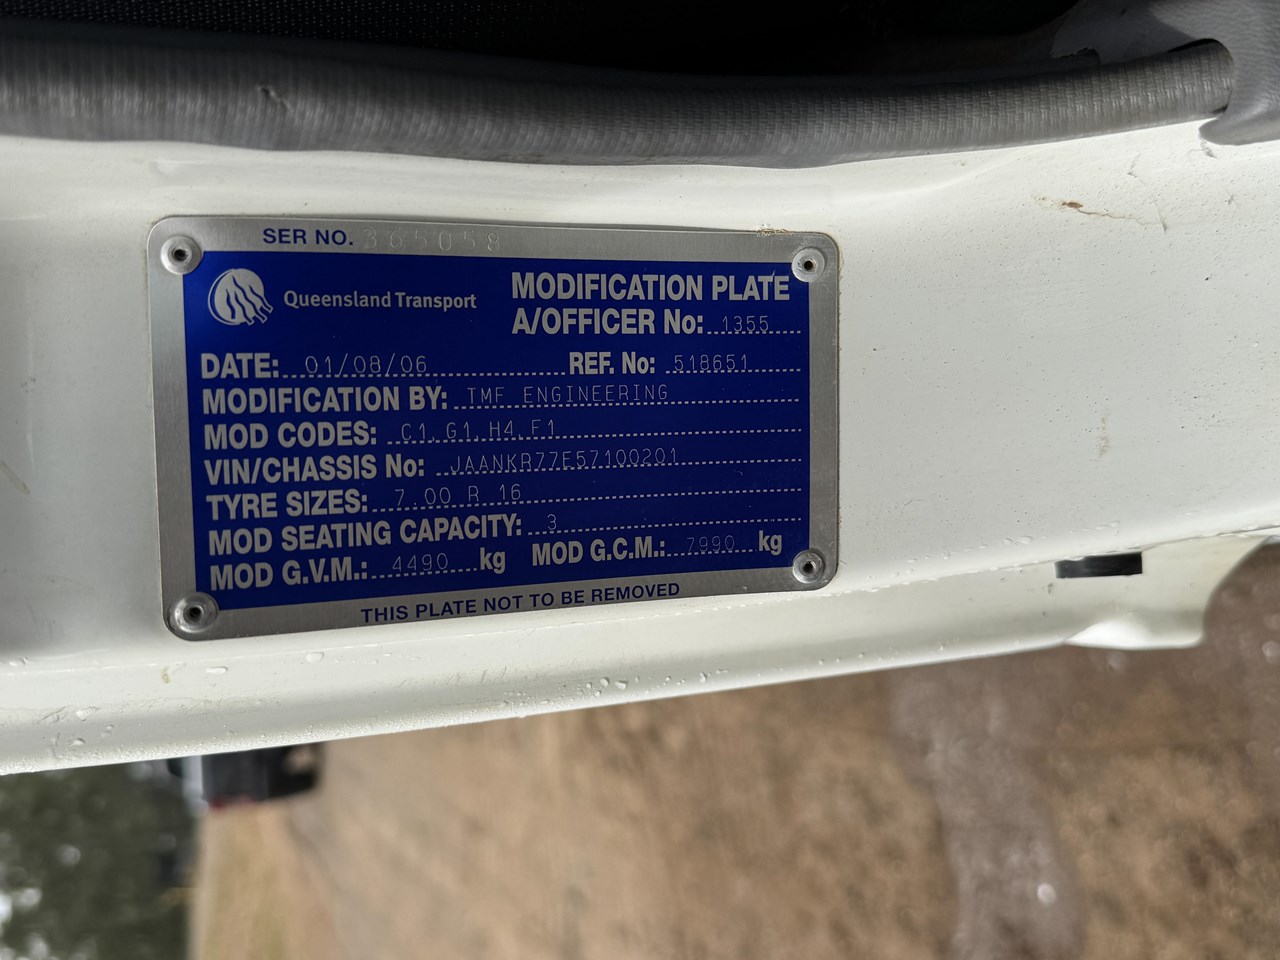 SER NO. 365058
Queensland Transport
MODIFICATION PLATE
A/OFFICER No: 1355
DATE: 01/08/06 REF. No: 518651
MODIFICATION BY: TMF ENGINEERING
MOD CODES: C1, G1, H4, F1
VIN/CHASSIS No: JAANKR77E57100201
TYRE SIZES: 7.00 R 16
MOD SEATING CAPACITY: 3
MOD G.V.M.: 4490 kg MOD G.C.M.: 7990 kg
THIS PLATE NOT TO BE REMOVED